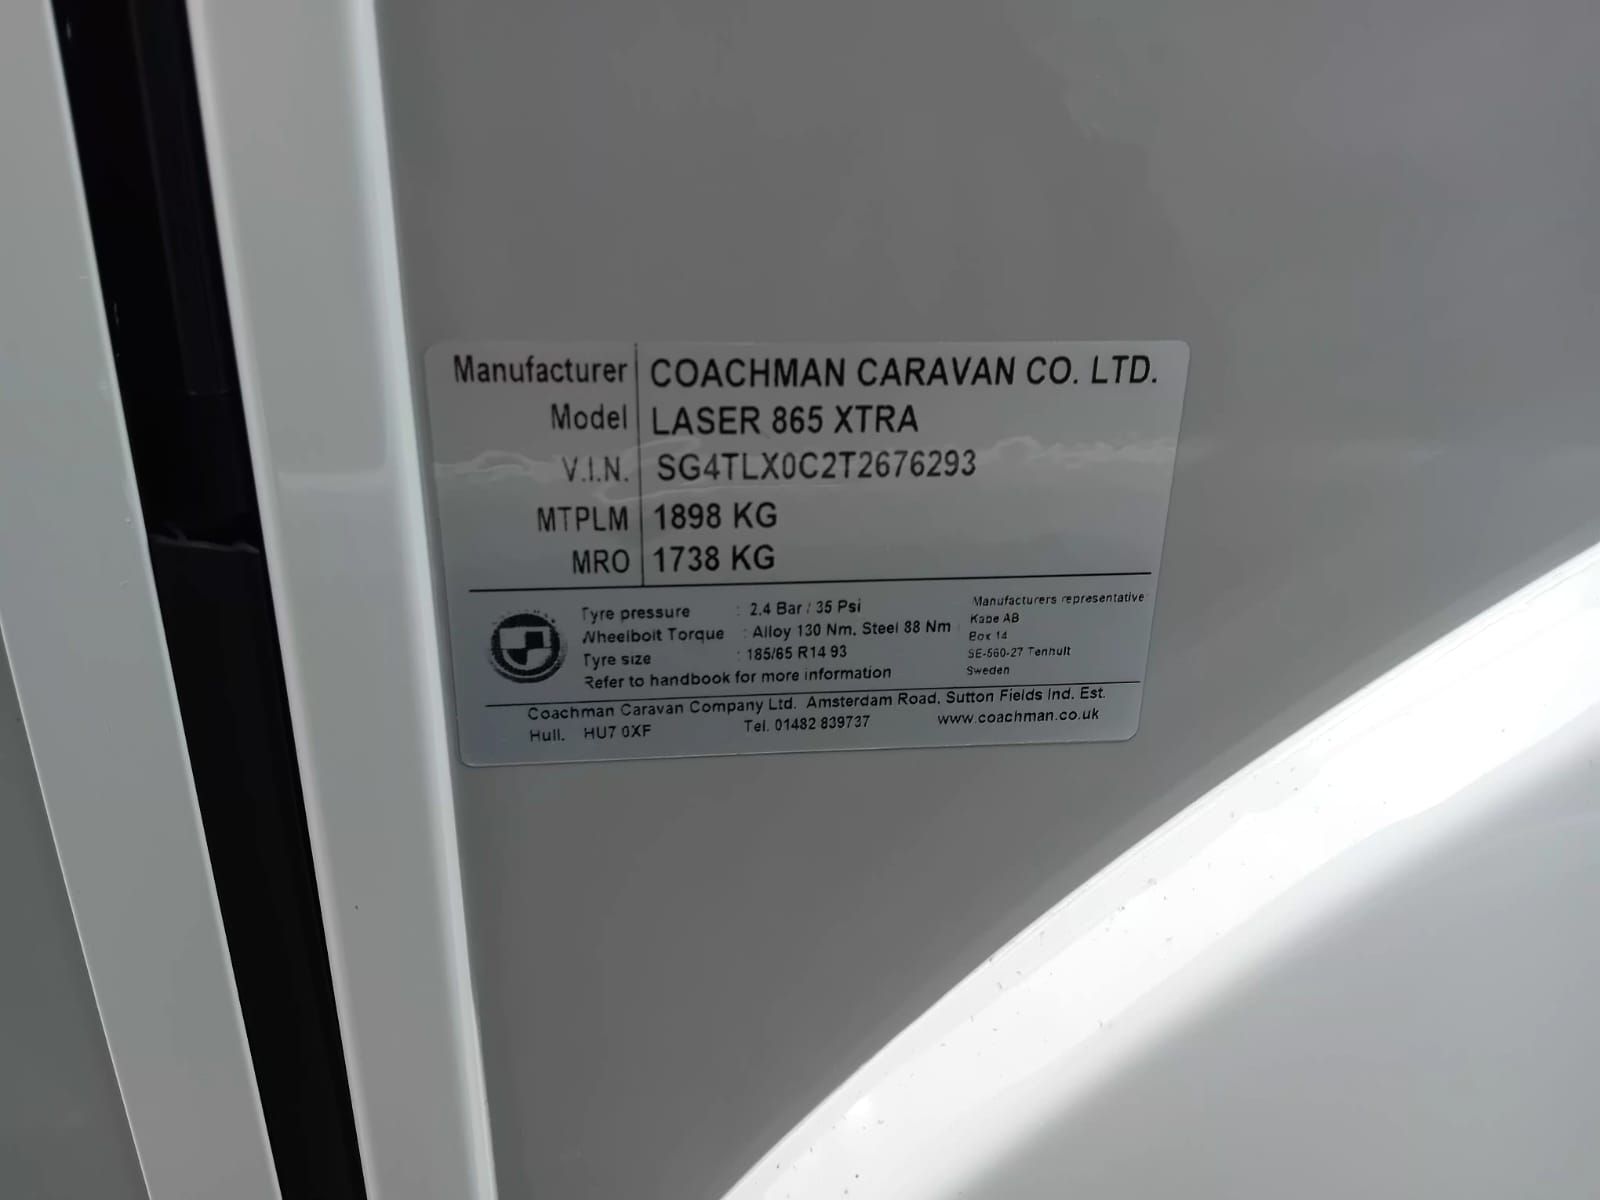 Manufacturer COACHMAN CARAVAN CO. LTD.
Model LASER 865 XTRA
V.I.N. SG4TLX0C2T2676293
MTPLM 1898 KG
MRO 1738 KG
Tyre pressure : 2.4 Bar / 35 Psi
Wheelbolt Torque : Alloy 130 Nm, Steel 88 Nm
Tyre size : 185/65 R14 93
Refer to handbook for more information
Manufacturers representative
Kabe AB
Box 14
SE-560-27 Tenhult
Sweden
Coachman Caravan Company Ltd. Amsterdam Road, Sutton Fields Ind. Est.
Hull. HU7 0XF Tel. 01482 839737 www.coachman.co.uk